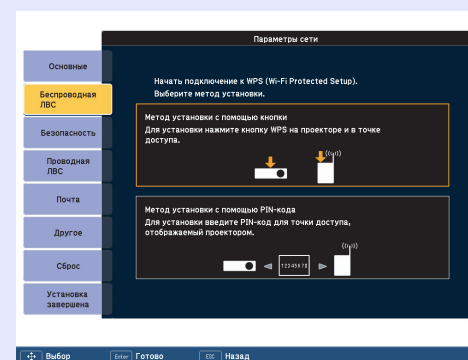 Параметры сети
Основные
Беспроводная
ЛВС
Безопасность
Проводная
ЛВС
Почта
Другое
Сброс
Установка
завершена
Начать подключение к WPS (Wi-Fi Protected Setup).
Выберите метод установки.
Метод установки с помощью кнопки
Для установки нажмите кнопку WPS на проекторе и в точке
доступа.
Метод установки с помощью PIN-кода
Для установки введите PIN-код для точки доступа,
отображаемый проектором.
12345678
Выбор
Enter Готово
ESC Назад